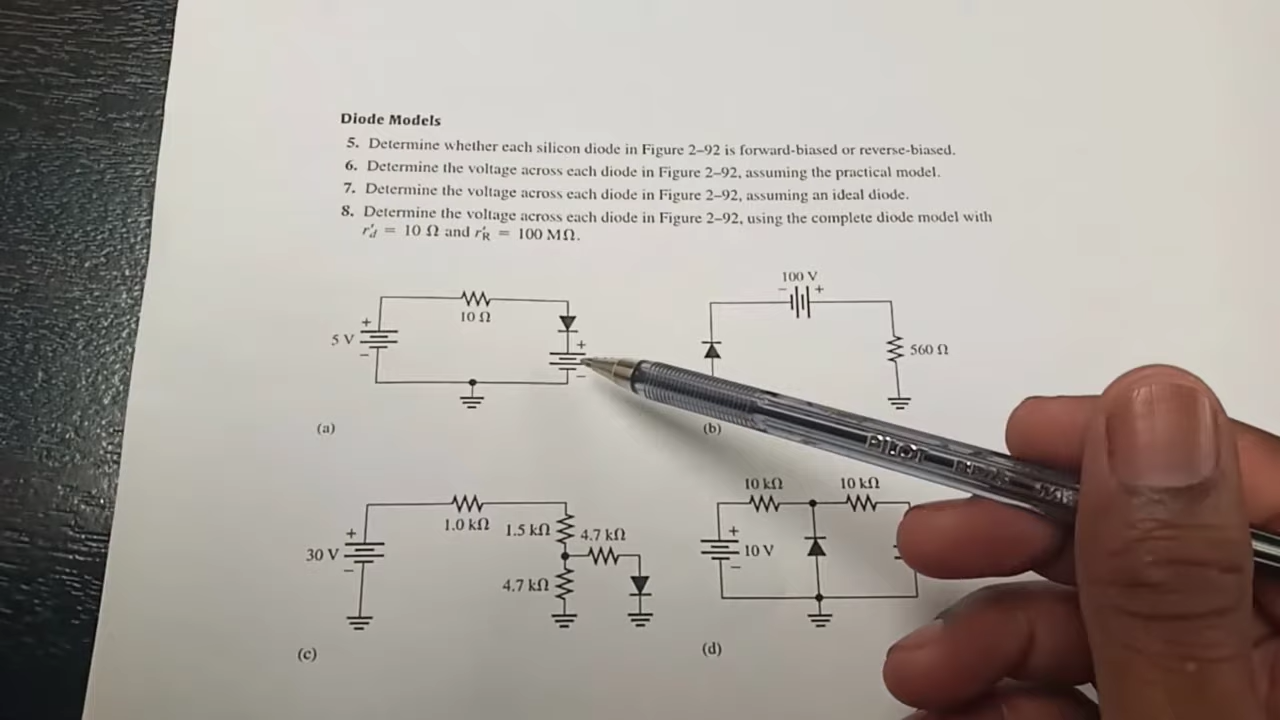 Diode Models
5. Determine whether each silicon diode in Figure 2–92 is forward-biased or reverse-biased.
6. Determine the voltage across each diode in Figure 2–92, assuming the practical model.
7. Determine the voltage across each diode in Figure 2–92, assuming an ideal diode.
8. Determine the voltage across each diode in Figure 2–92, using the complete diode model with
r′d = 10 Ω and r′R = 100 MΩ.
100 V
− +
+
10 Ω
5 V
−
+
−
560 Ω
(a)
(b)
PILOT
10 kΩ 10 kΩ
1.0 kΩ 1.5 kΩ 4.7 kΩ
+
30 V
−
4.7 kΩ
+
10 V
−
(c)
(d)